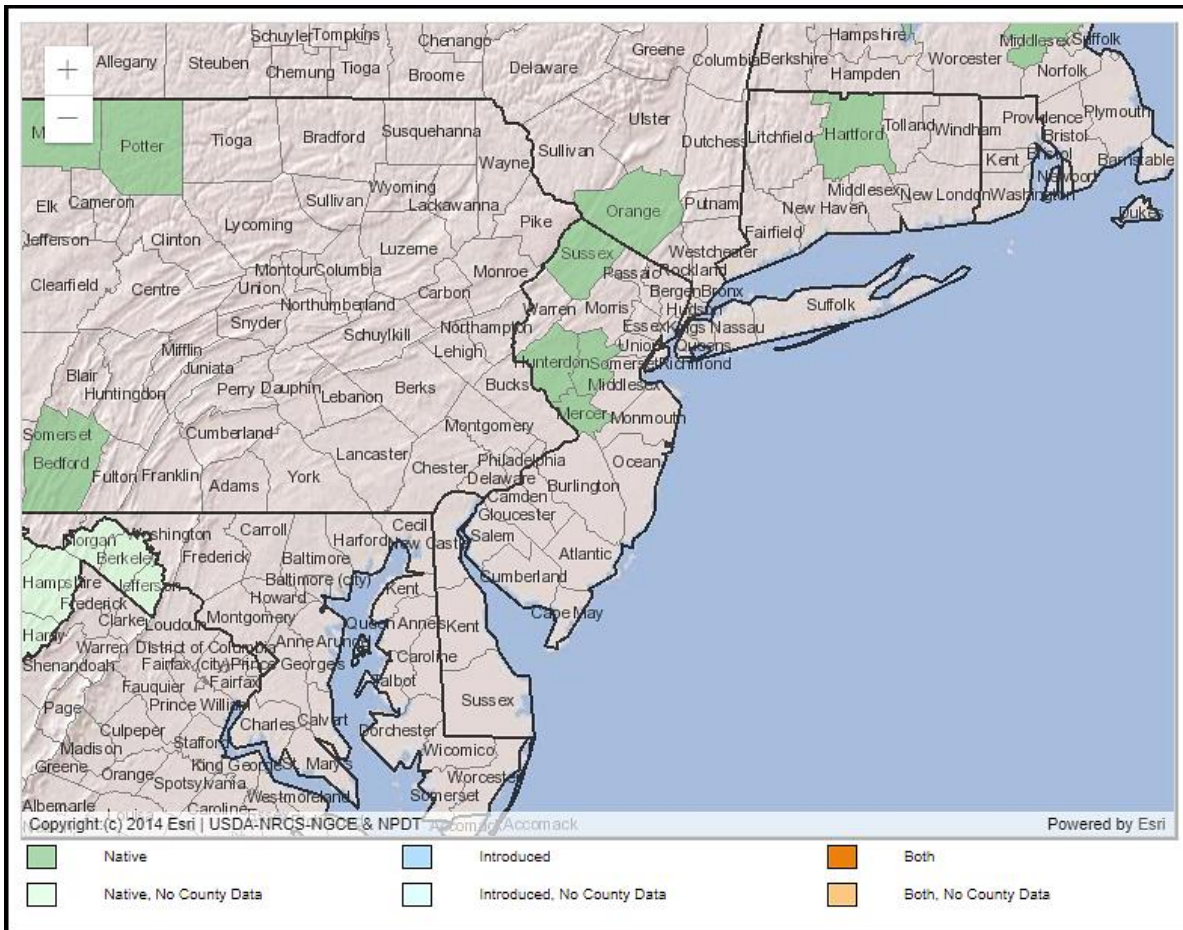 Schuyler Tompkins Chenango Greene Hampshire Middlesex Suffolk
+
Allegany Steuben Chemung Tioga Broome Delaware Columbia Berkshire Worcester
Hampden Norfolk
−
Potter Tioga Bradford Susquehanna Ulster Dutchess Litchfield Hartford Tolland Windham Providence Plymouth
Bristol
Wayne Sullivan Kent Bristol Barnstable
Elk Cameron Sullivan Wyoming Lackawanna Orange Putnam Middlesex New London Washington Newport
Jefferson Clinton Lycoming Pike New Haven Dukes
Luzerne Sussex Westchester Fairfield
Clearfield Centre Montour Columbia Monroe Passaic Rockland
Union Carbon Bergen Bronx
Northumberland Warren Morris Hudson Suffolk
Snyder Schuylkill Northampton Essex Kings Nassau
Mifflin Lehigh Union Queens
Blair Juniata Hunterdon Somerset Richmond
Huntingdon Perry Dauphin Lebanon Berks Bucks Middlesex
Somerset Cumberland Montgomery Mercer Monmouth
Bedford Fulton Franklin Adams York Lancaster Chester Philadelphia Ocean
Delaware Burlington
Camden
Gloucester
Morgan Washington Carroll Harford Cecil New Castle Salem
Berkeley Frederick Baltimore Atlantic
Hampshire Jefferson Baltimore (city) Kent Cumberland
Frederick Howard
Clarke Loudoun Montgomery Cape May
Hardy Warren District of Columbia Anne Arundel Queen Annes Kent
Shenandoah Fairfax (city) Prince Georges Caroline
Fauquier Fairfax Talbot
Page Prince William Sussex
Culpeper Charles Calvert Dorchester
Madison Stafford Wicomico
Greene Orange King George St. Mary's Worcester
Spotsylvania Somerset
Albemarle Caroline Westmoreland
Louisa
Copyright (c) 2014 Esri | USDA-NRCS-NGCE & NPDT Accomack Accomack Powered by Esri
Native Introduced Both
Native, No County Data Introduced, No County Data Both, No County Data